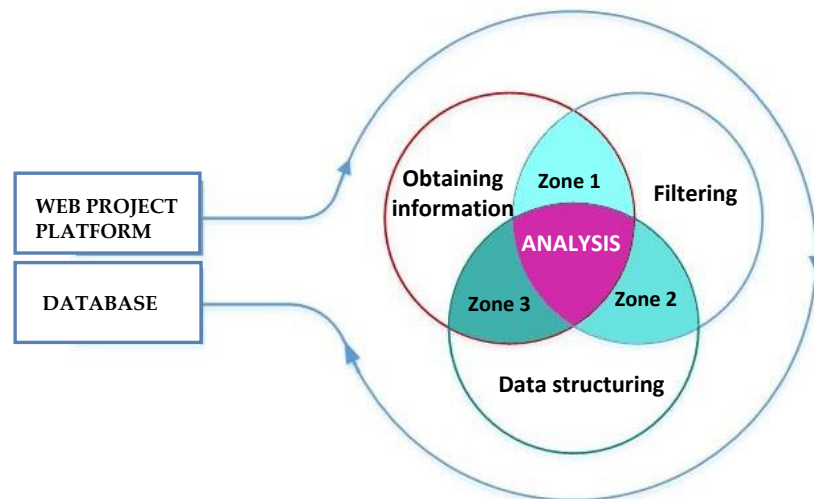 WEB PROJECT
PLATFORM
DATABASE
Obtaining
information
Zone 1
Filtering
ANALYSIS
Zone 3
Zone 2
Data structuring